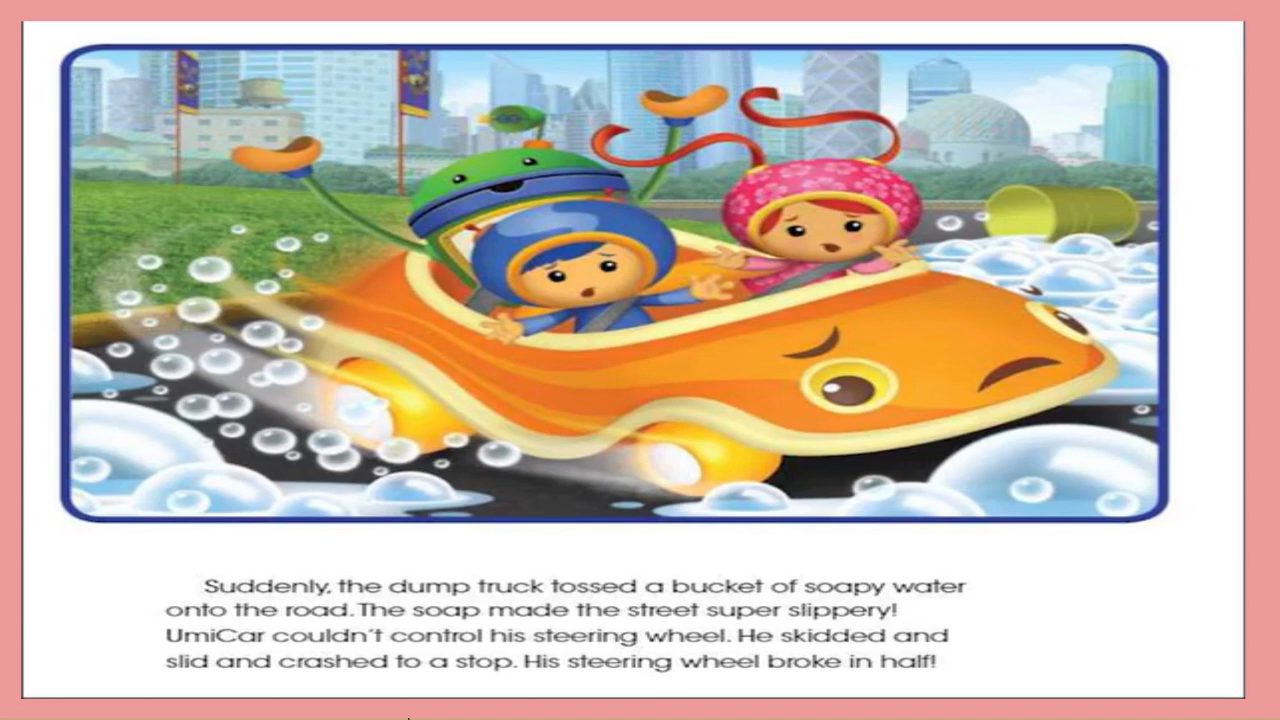 Suddenly, the dump truck tossed a bucket of soapy water
onto the road. The soap made the street super slippery!
UmiCar couldn't control his steering wheel. He skidded and
slid and crashed to a stop. His steering wheel broke in half!